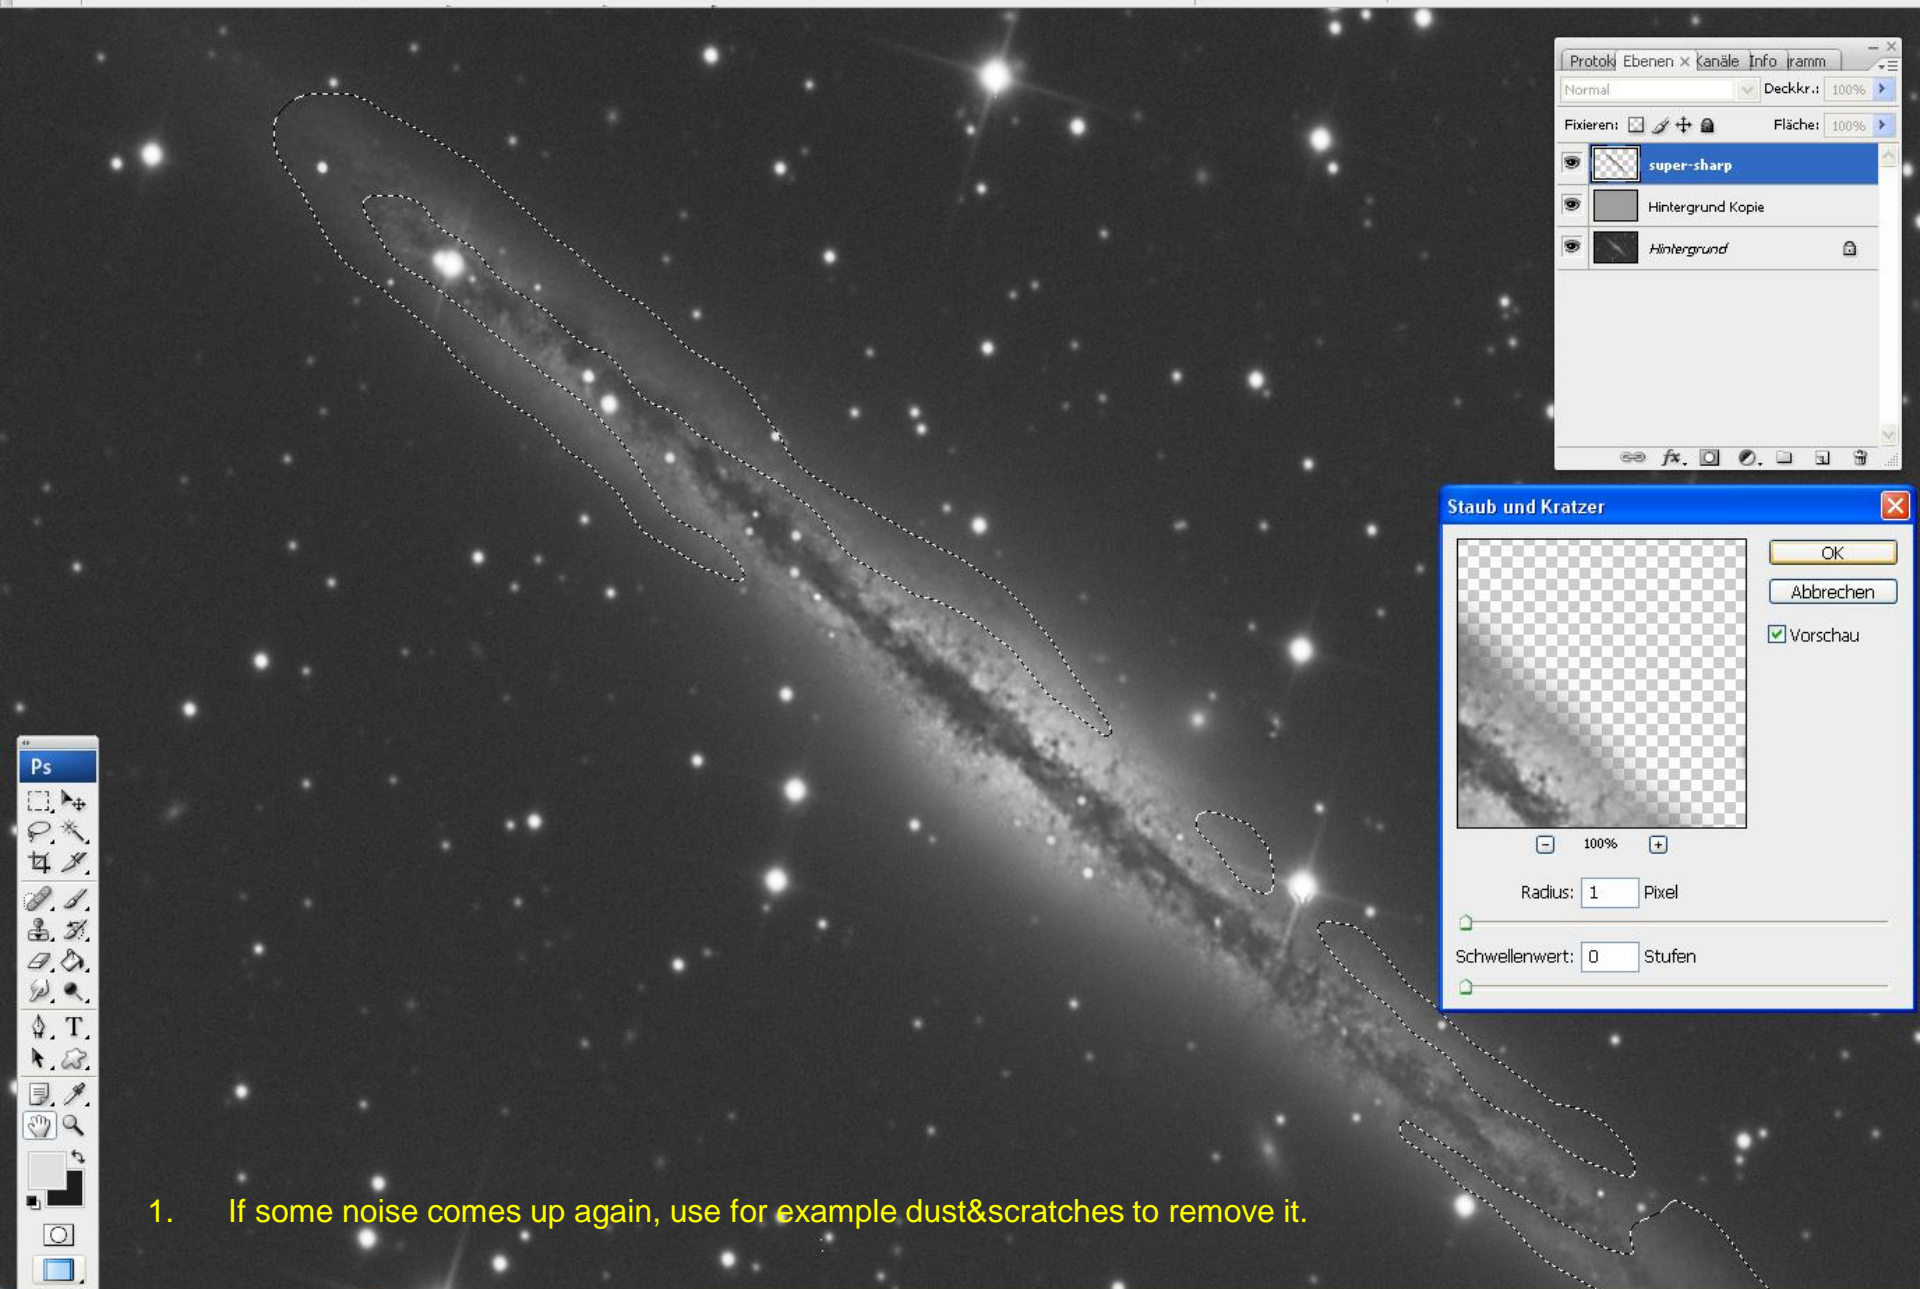 Protok Ebenen × Kanäle Info ramm
Normal Deckkr.: 100%
Fixieren: Fläche: 100%
super-sharp
Hintergrund Kopie
Hintergrund
Staub und Kratzer
OK
Abbrechen
Vorschau
100%
Radius: 1 Pixel
Schwellenwert: 0 Stufen
Ps
1. If some noise comes up again, use for example dust&scratches to remove it.